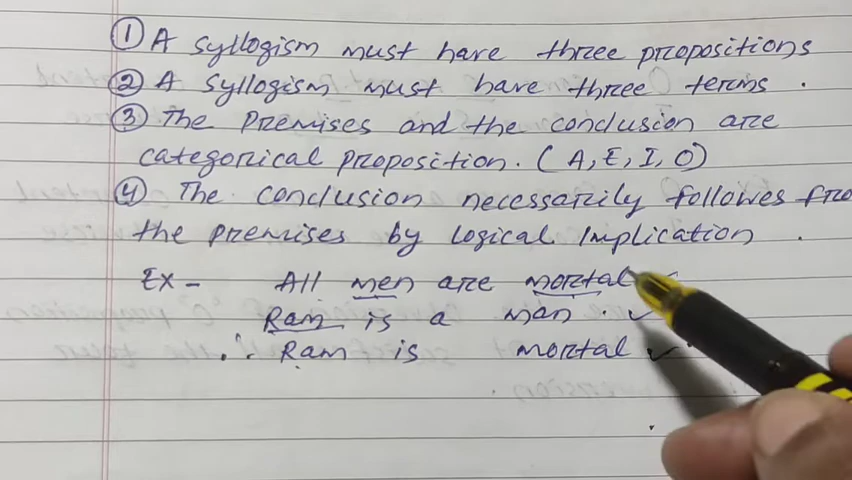 ① A Syllogism must have three propositions
② A Syllogism must have three terms.
③ The premises and the conclusion are
categorical proposition. (A, E, I, O)
④ The conclusion necessarily followes fro
the premises by logical Implication.
Ex - All men are mortal
Ram is a man.
∴ Ram is mortal